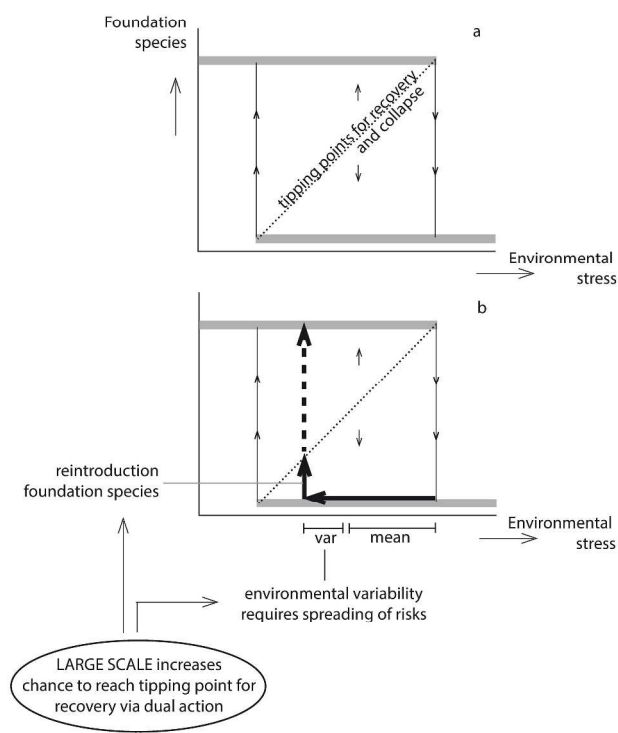 Foundation
species
a
tipping points for recovery
and collapse
Environmental
stress
b
reintroduction
foundation species
Environmental
stress
var
mean
environmental variability
requires spreading of risks
LARGE SCALE increases
chance to reach tipping point for
recovery via dual action